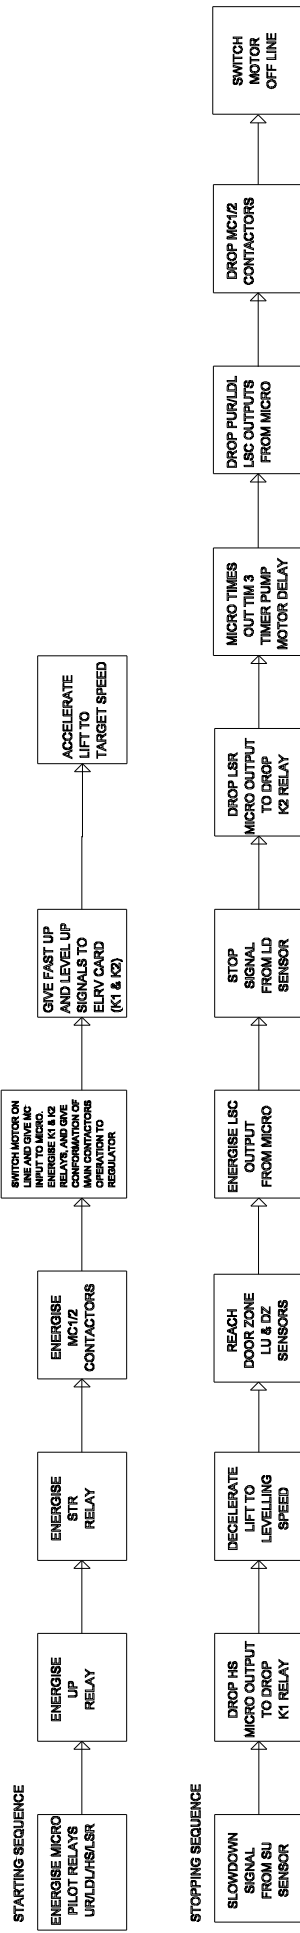 STARTING SEQUENCE
ENERGISE MICRO
PILOT RELAYS
UR/LDL/HS/LSR
ENERGISE
UP
RELAY
ENERGISE
STR
RELAY
ENERGISE
MC1/2
CONTACTORS
SWITCH MOTOR ON
LINE AND GIVE MC
INPUT TO MICRO.
ENERGISE K1 & K2
RELAYS, AND GIVE
CONFORMATION OF
MAIN CONTACTORS
OPERATION TO
REGULATOR
GIVE FAST UP
AND LEVEL UP
SIGNALS TO
ELRV CARD
(K1 & K2)
ACCELERATE
LIFT TO
TARGET SPEED
STOPPING SEQUENCE
SLOWDOWN
SIGNAL
FROM SU
SENSOR
DROP HS
MICRO OUTPUT
TO DROP
K1 RELAY
DECELERATE
LIFT TO
LEVELLING
SPEED
REACH
DOOR ZONE
LU & DZ
SENSORS
ENERGISE LSC
OUTPUT
FROM MICRO
STOP
SIGNAL
FROM LD
SENSOR
DROP LSR
MICRO OUTPUT
TO DROP
K2 RELAY
MICRO TIMES
OUT TIM 3
TIMER PUMP
MOTOR DELAY
DROP PUR/LDL
LSC OUTPUTS
FROM MICRO
DROP MC1/2
CONTACTORS
SWITCH
MOTOR
OFF LINE